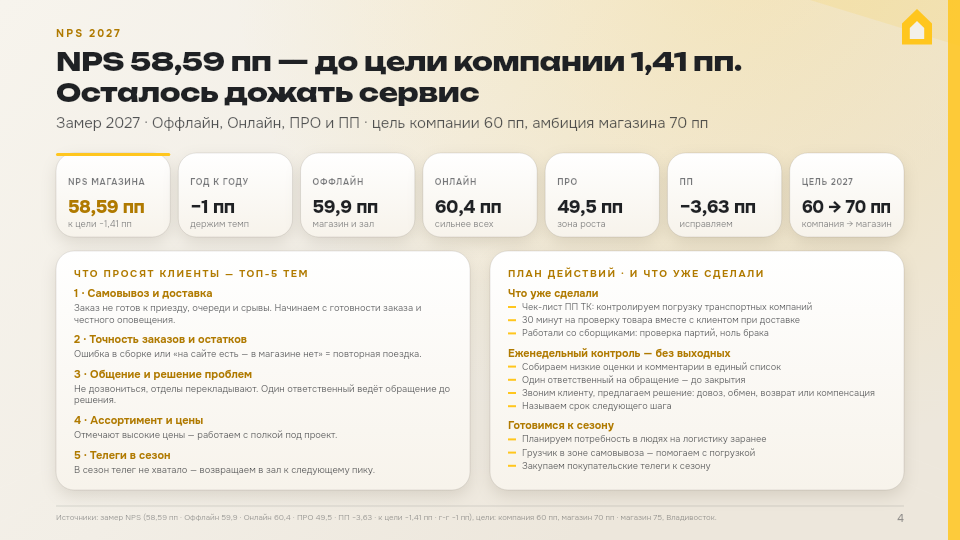 NPS 2027
NPS 58,59 пп — до цели компании 1,41 пп.
Осталось дожать сервис
Замер 2027 · Оффлайн, Онлайн, ПРО и ПП · цель компании 60 пп, амбиция магазина 70 пп
NPS МАГАЗИНА
58,59 пп
к цели −1,41 пп
ГОД К ГОДУ
−1 пп
держим темп
ОФФЛАЙН
59,9 пп
магазин и зал
ОНЛАЙН
60,4 пп
сильнее всех
ПРО
49,5 пп
зона роста
ПП
−3,63 пп
исправляем
ЦЕЛЬ 2027
60 → 70 пп
компания → магазин
ЧТО ПРОСЯТ КЛИЕНТЫ — ТОП-5 ТЕМ
1 · Самовывоз и доставка
Заказ не готов к приезду, очереди и срывы. Начинаем с готовности заказа и
честного оповещения.
2 · Точность заказов и остатков
Ошибка в сборке или «на сайте есть — в магазине нет» = повторная поездка.
3 · Общение и решение проблем
Не дозвониться, отделы перекладывают. Один ответственный ведёт обращение до
решения.
4 · Ассортимент и цены
Отмечают высокие цены — работаем с полкой под проект.
5 · Телеги в сезон
В сезон телег не хватало — возвращаем в зал к следующему пику.
ПЛАН ДЕЙСТВИЙ · И ЧТО УЖЕ СДЕЛАЛИ
Что уже сделали
Чек-лист ПП ТК: контролируем погрузку транспортных компаний
30 минут на проверку товара вместе с клиентом при доставке
Работали со сборщиками: проверка партий, ноль брака
Еженедельный контроль — без выходных
Собираем низкие оценки и комментарии в единый список
Один ответственный на обращение — до закрытия
Звоним клиенту, предлагаем решение: довоз, обмен, возврат или компенсация
Называем срок следующего шага
Готовимся к сезону
Планируем потребность в людях на логистику заранее
Грузчик в зоне самовывоза — помогаем с погрузкой
Закупаем покупательские телеги к сезону
Источники: замер NPS (58,59 пп · Оффлайн 59,9 · Онлайн 60,4 · ПРО 49,5 · ПП −3,63 · к цели −1,41 пп · г-г −1 пп), цели: компания 60 пп, магазин 70 пп · магазин 75, Владивосток.
4